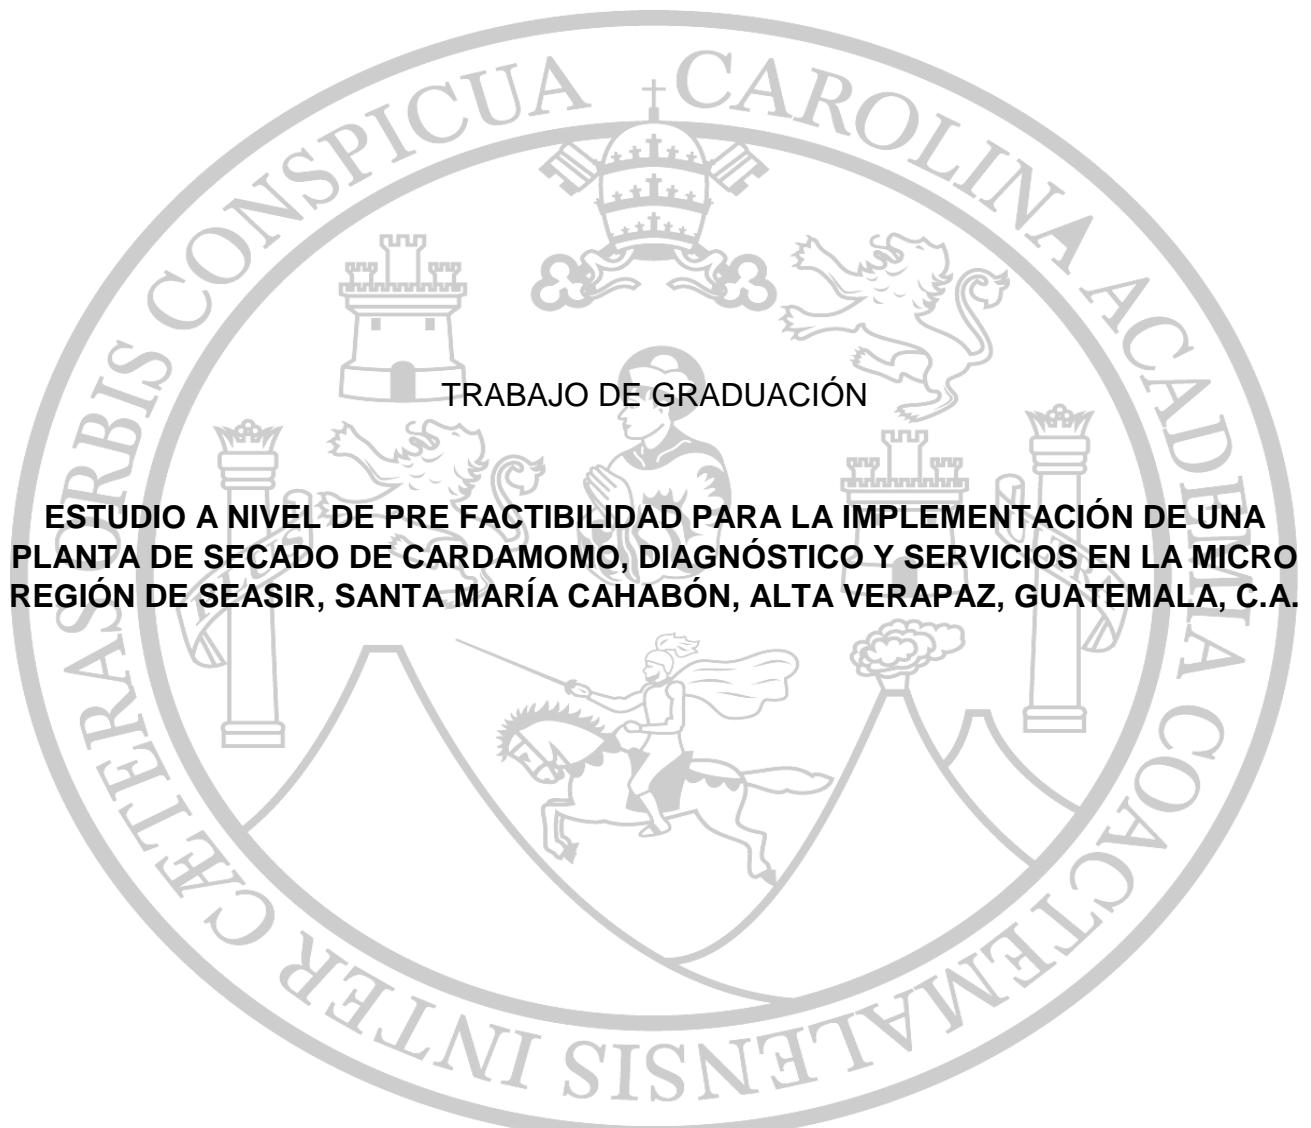 CAROLINA ACADEMIA COACTEMALENSIS INTER CÆTERAS ORBIS CONSPICUA
TRABAJO DE GRADUACIÓN
ESTUDIO A NIVEL DE PRE FACTIBILIDAD PARA LA IMPLEMENTACIÓN DE UNA
PLANTA DE SECADO DE CARDAMOMO, DIAGNÓSTICO Y SERVICIOS EN LA MICRO
REGIÓN DE SEASIR, SANTA MARÍA CAHABÓN, ALTA VERAPAZ, GUATEMALA, C.A.